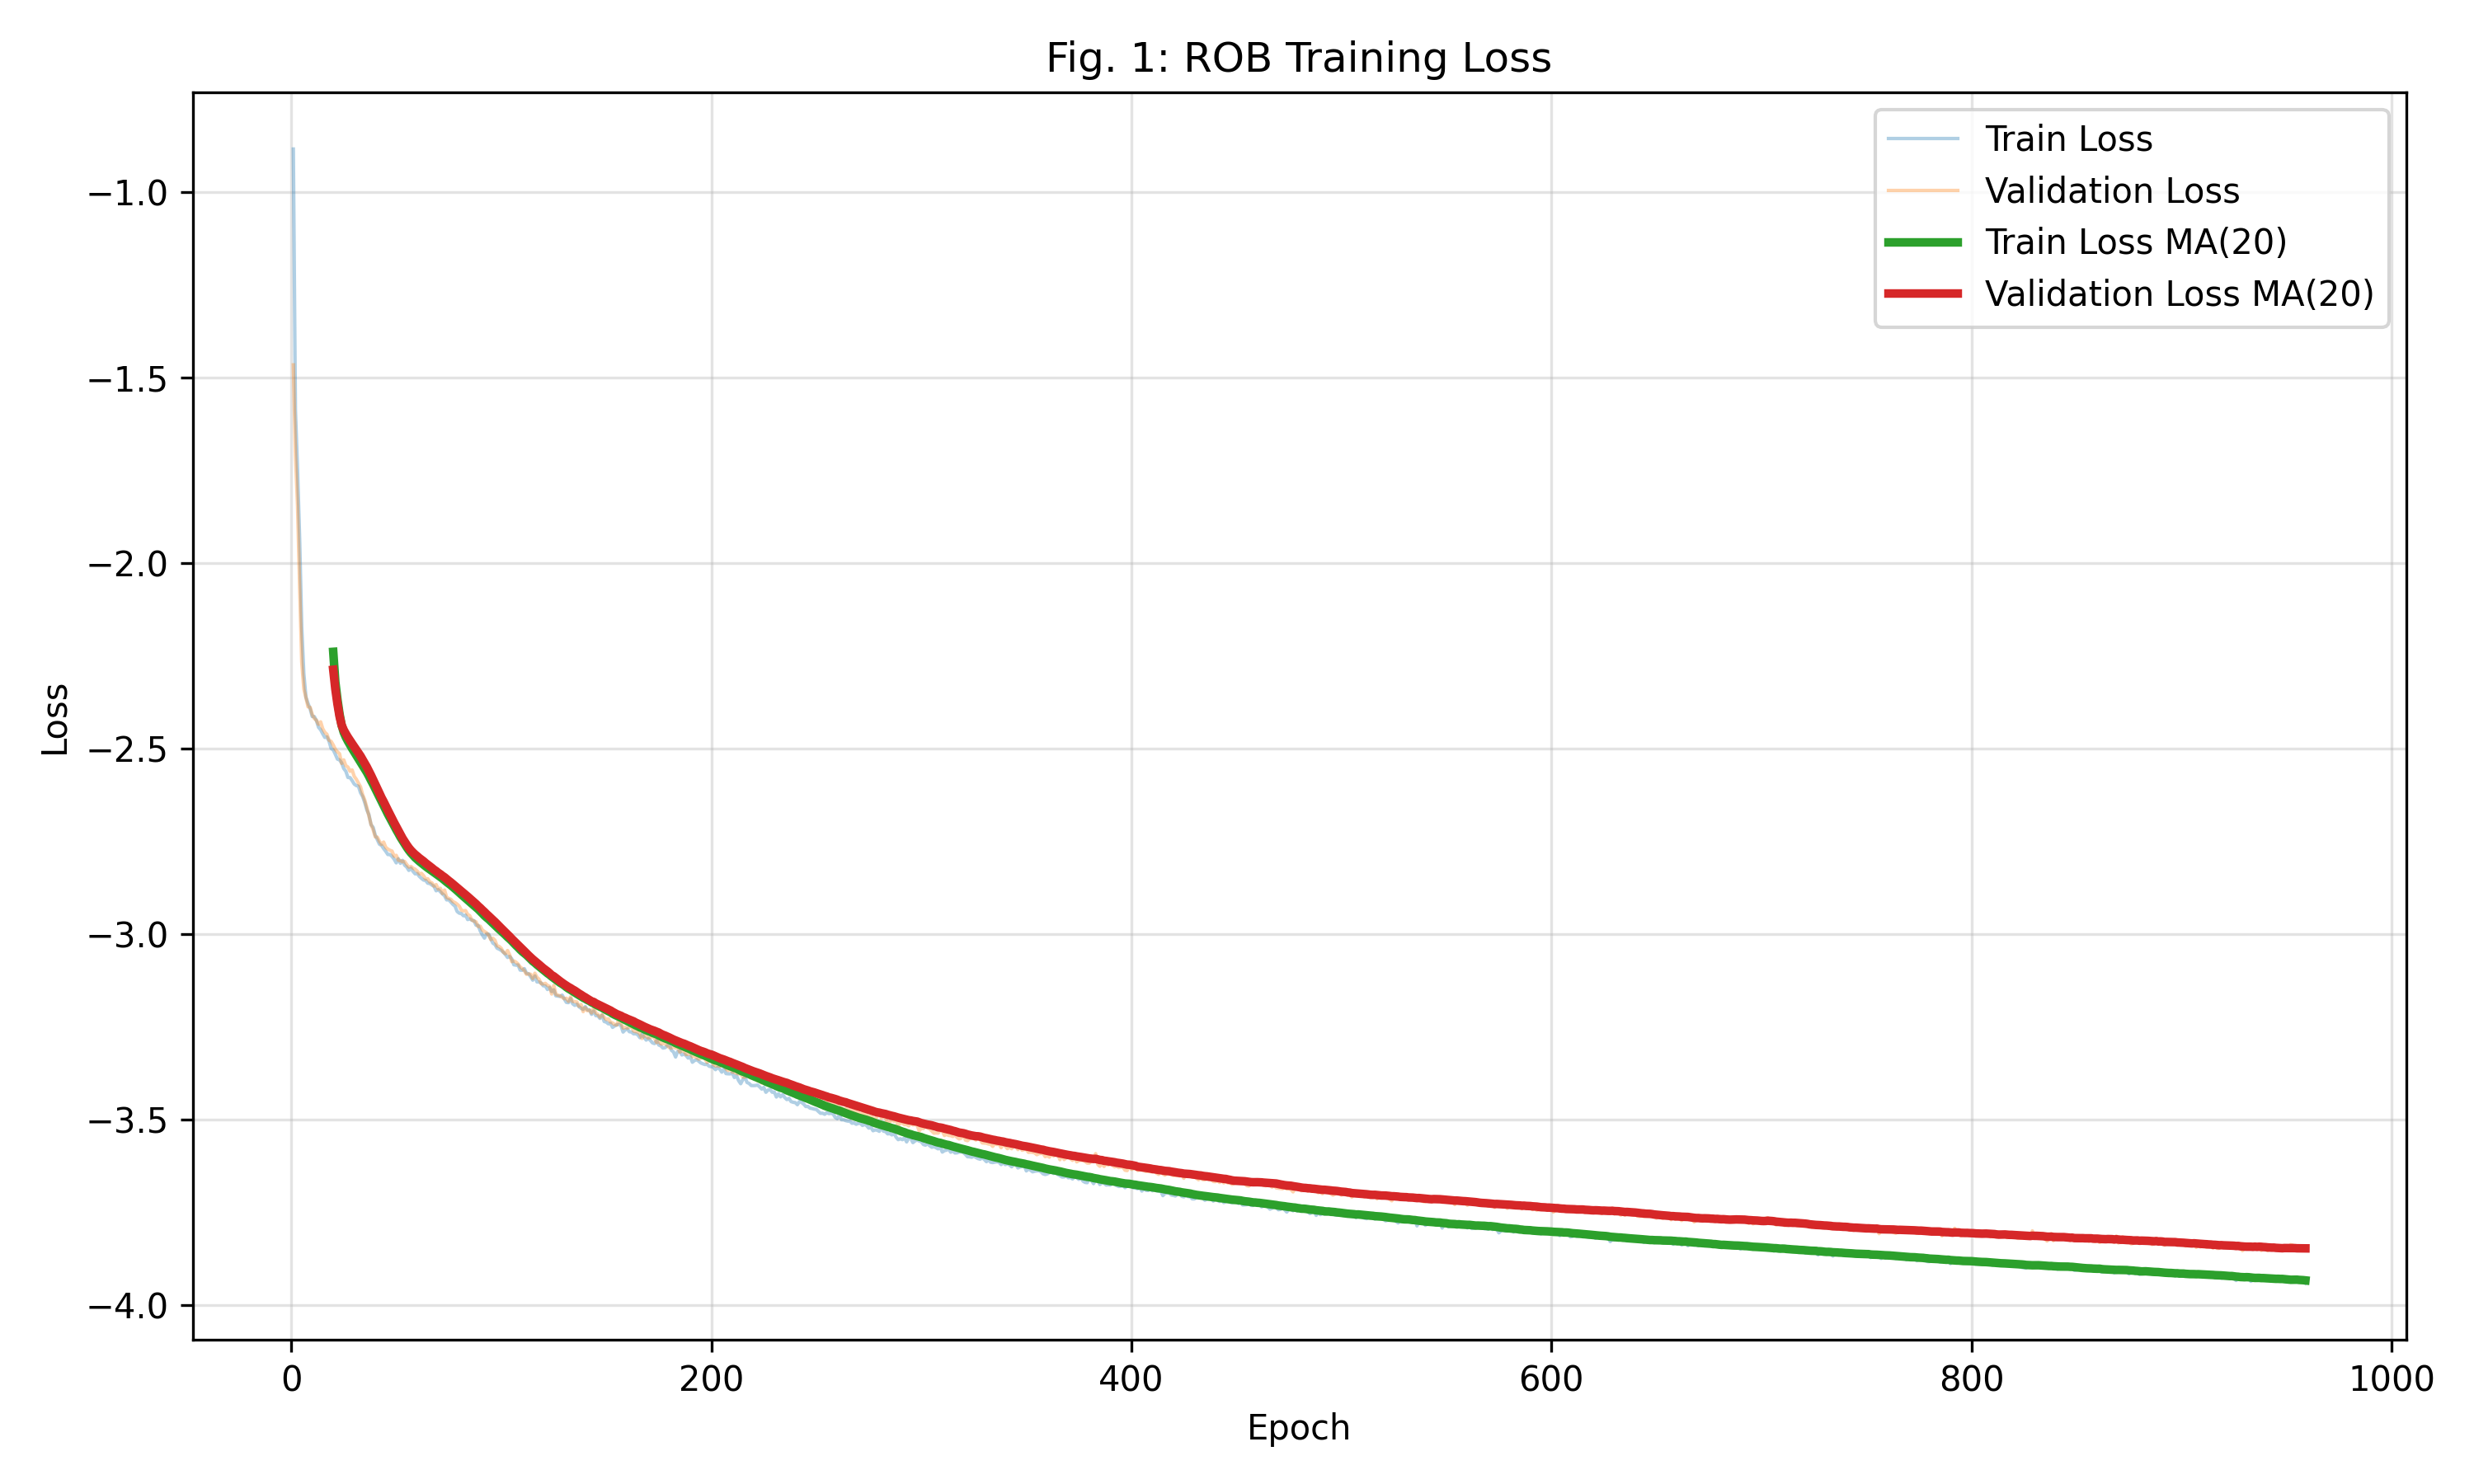 Fig. 1: ROB Training Loss
Train Loss
Validation Loss
Train Loss MA(20)
Validation Loss MA(20)
−1.0
−1.5
−2.0
−2.5
−3.0
−3.5
−4.0
Loss
0 200 400 600 800 1000
Epoch